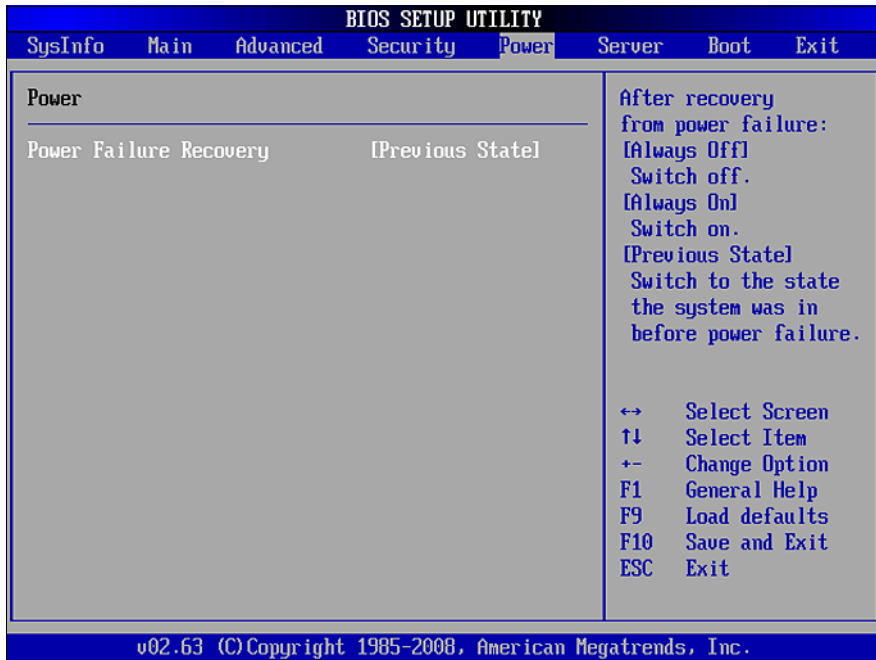 BIOS SETUP UTILITY
SysInfo Main Advanced Security Power Server Boot Exit
Power
Power Failure Recovery [Previous State]
After recovery
from power failure:
[Always Off]
Switch off.
[Always On]
Switch on.
[Previous State]
Switch to the state
the system was in
before power failure.
↔ Select Screen
↑↓ Select Item
+- Change Option
F1 General Help
F9 Load defaults
F10 Save and Exit
ESC Exit
v02.63 (C)Copyright 1985-2008, American Megatrends, Inc.